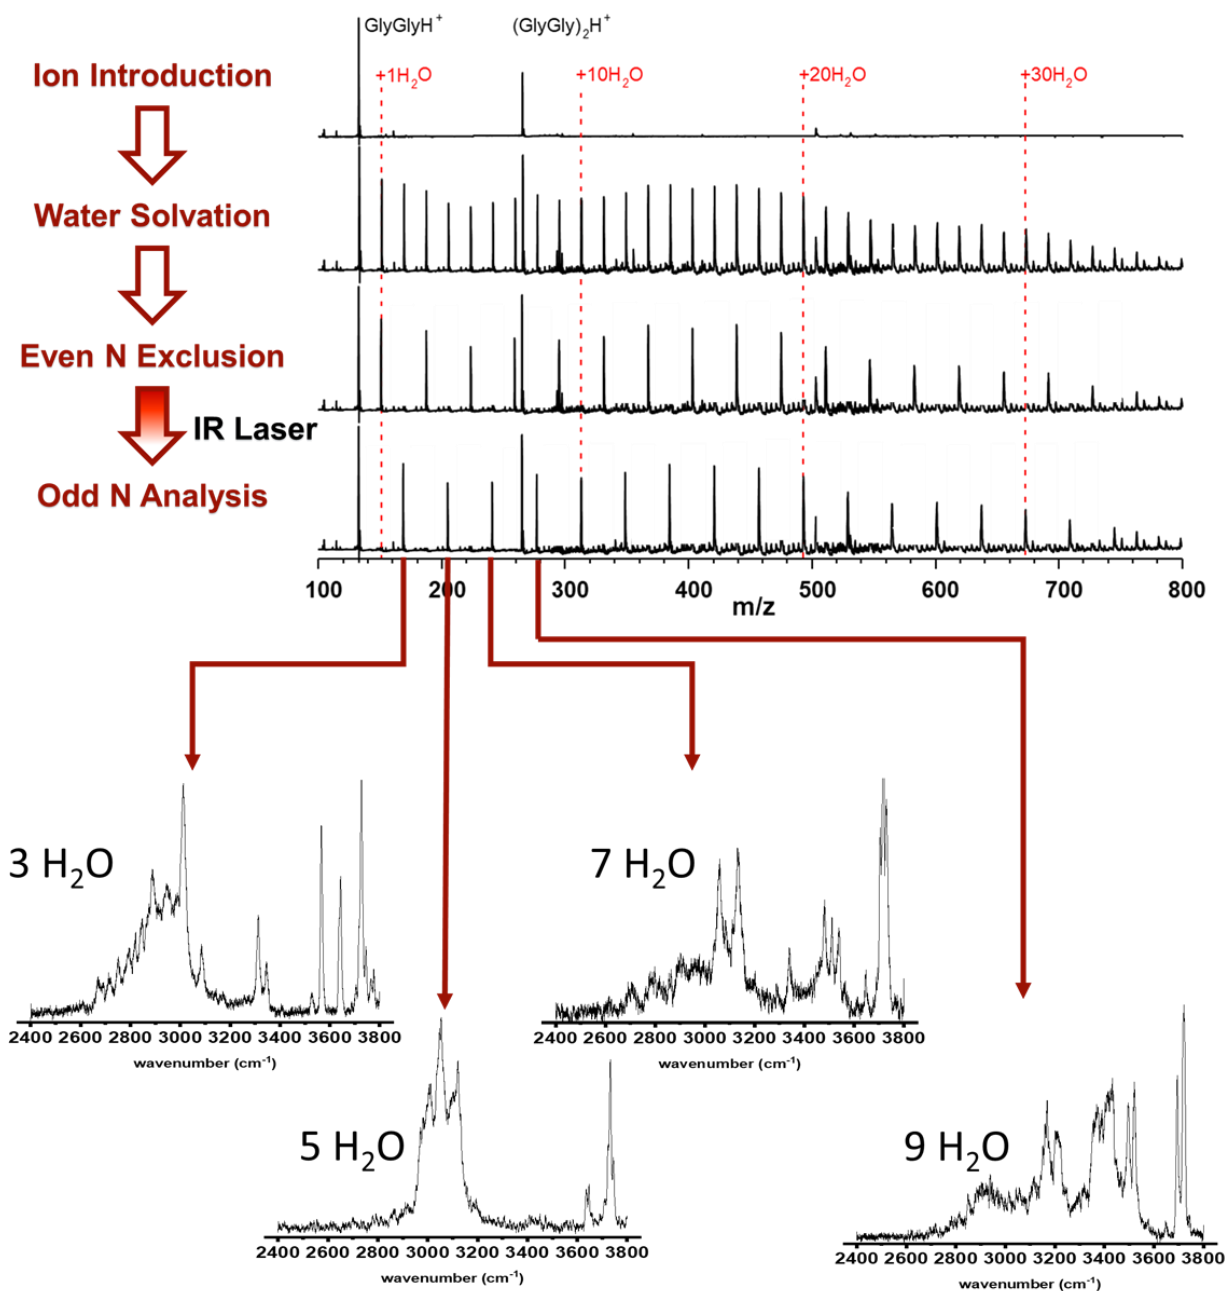 GlyGlyH⁺ (GlyGly)₂H⁺
Ion Introduction
+1H₂O +10H₂O +20H₂O +30H₂O
Water Solvation
Even N Exclusion
IR Laser
Odd N Analysis
100 200 300 400 500 600 700 800
m/z
3 H₂O
2400 2600 2800 3000 3200 3400 3600 3800
wavenumber (cm⁻¹)
7 H₂O
2400 2600 2800 3000 3200 3400 3600 3800
wavenumber (cm⁻¹)
5 H₂O
2400 2600 2800 3000 3200 3400 3600 3800
wavenumber (cm⁻¹)
9 H₂O
2400 2600 2800 3000 3200 3400 3600 3800
wavenumber (cm⁻¹)